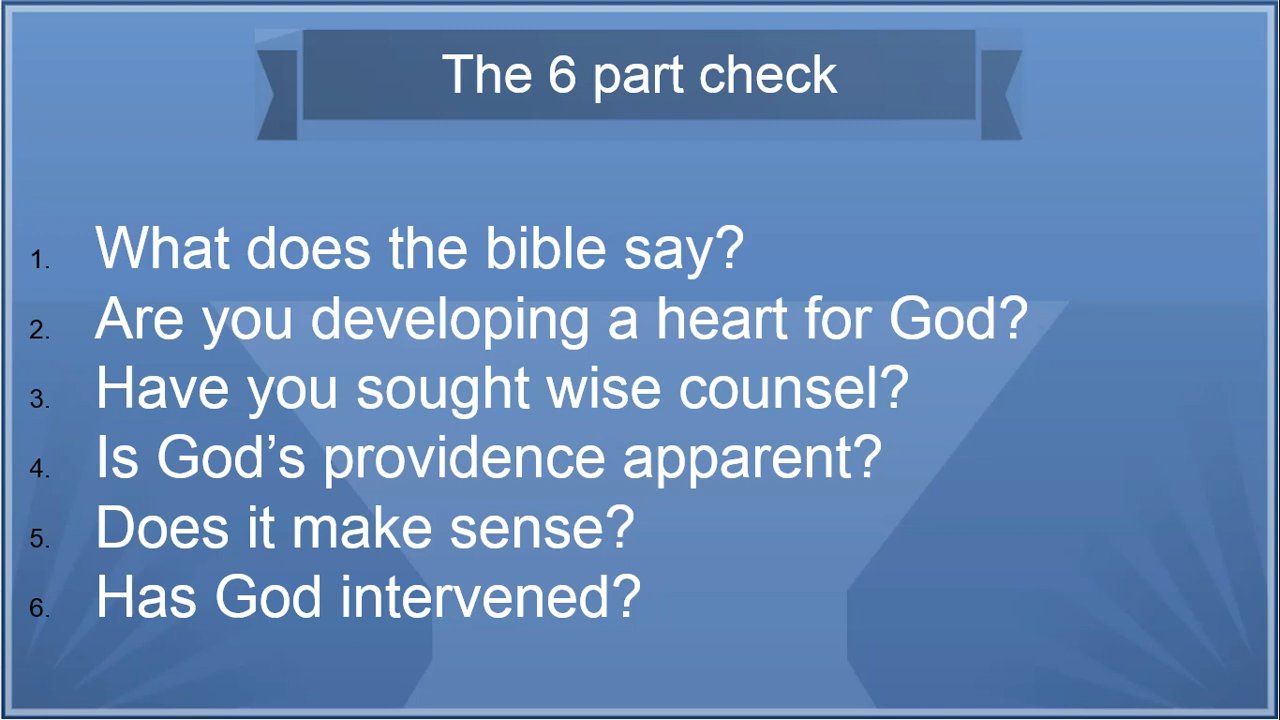 The 6 part check
1. What does the bible say?
2. Are you developing a heart for God?
3. Have you sought wise counsel?
4. Is God’s providence apparent?
5. Does it make sense?
6. Has God intervened?